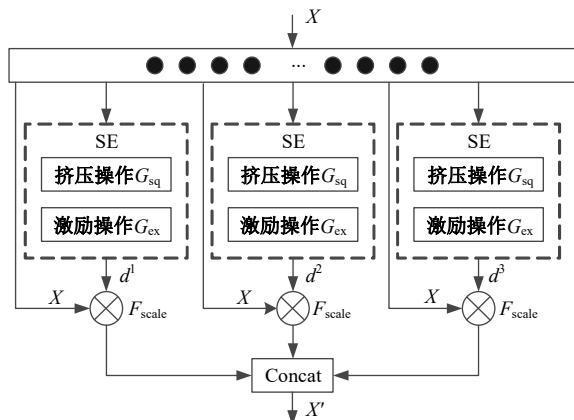 X
...
SE SE SE
挤压操作Gsq 挤压操作Gsq 挤压操作Gsq
激励操作Gex 激励操作Gex 激励操作Gex
d¹ d² d³
X X X
Fscale Fscale Fscale
Concat
X′